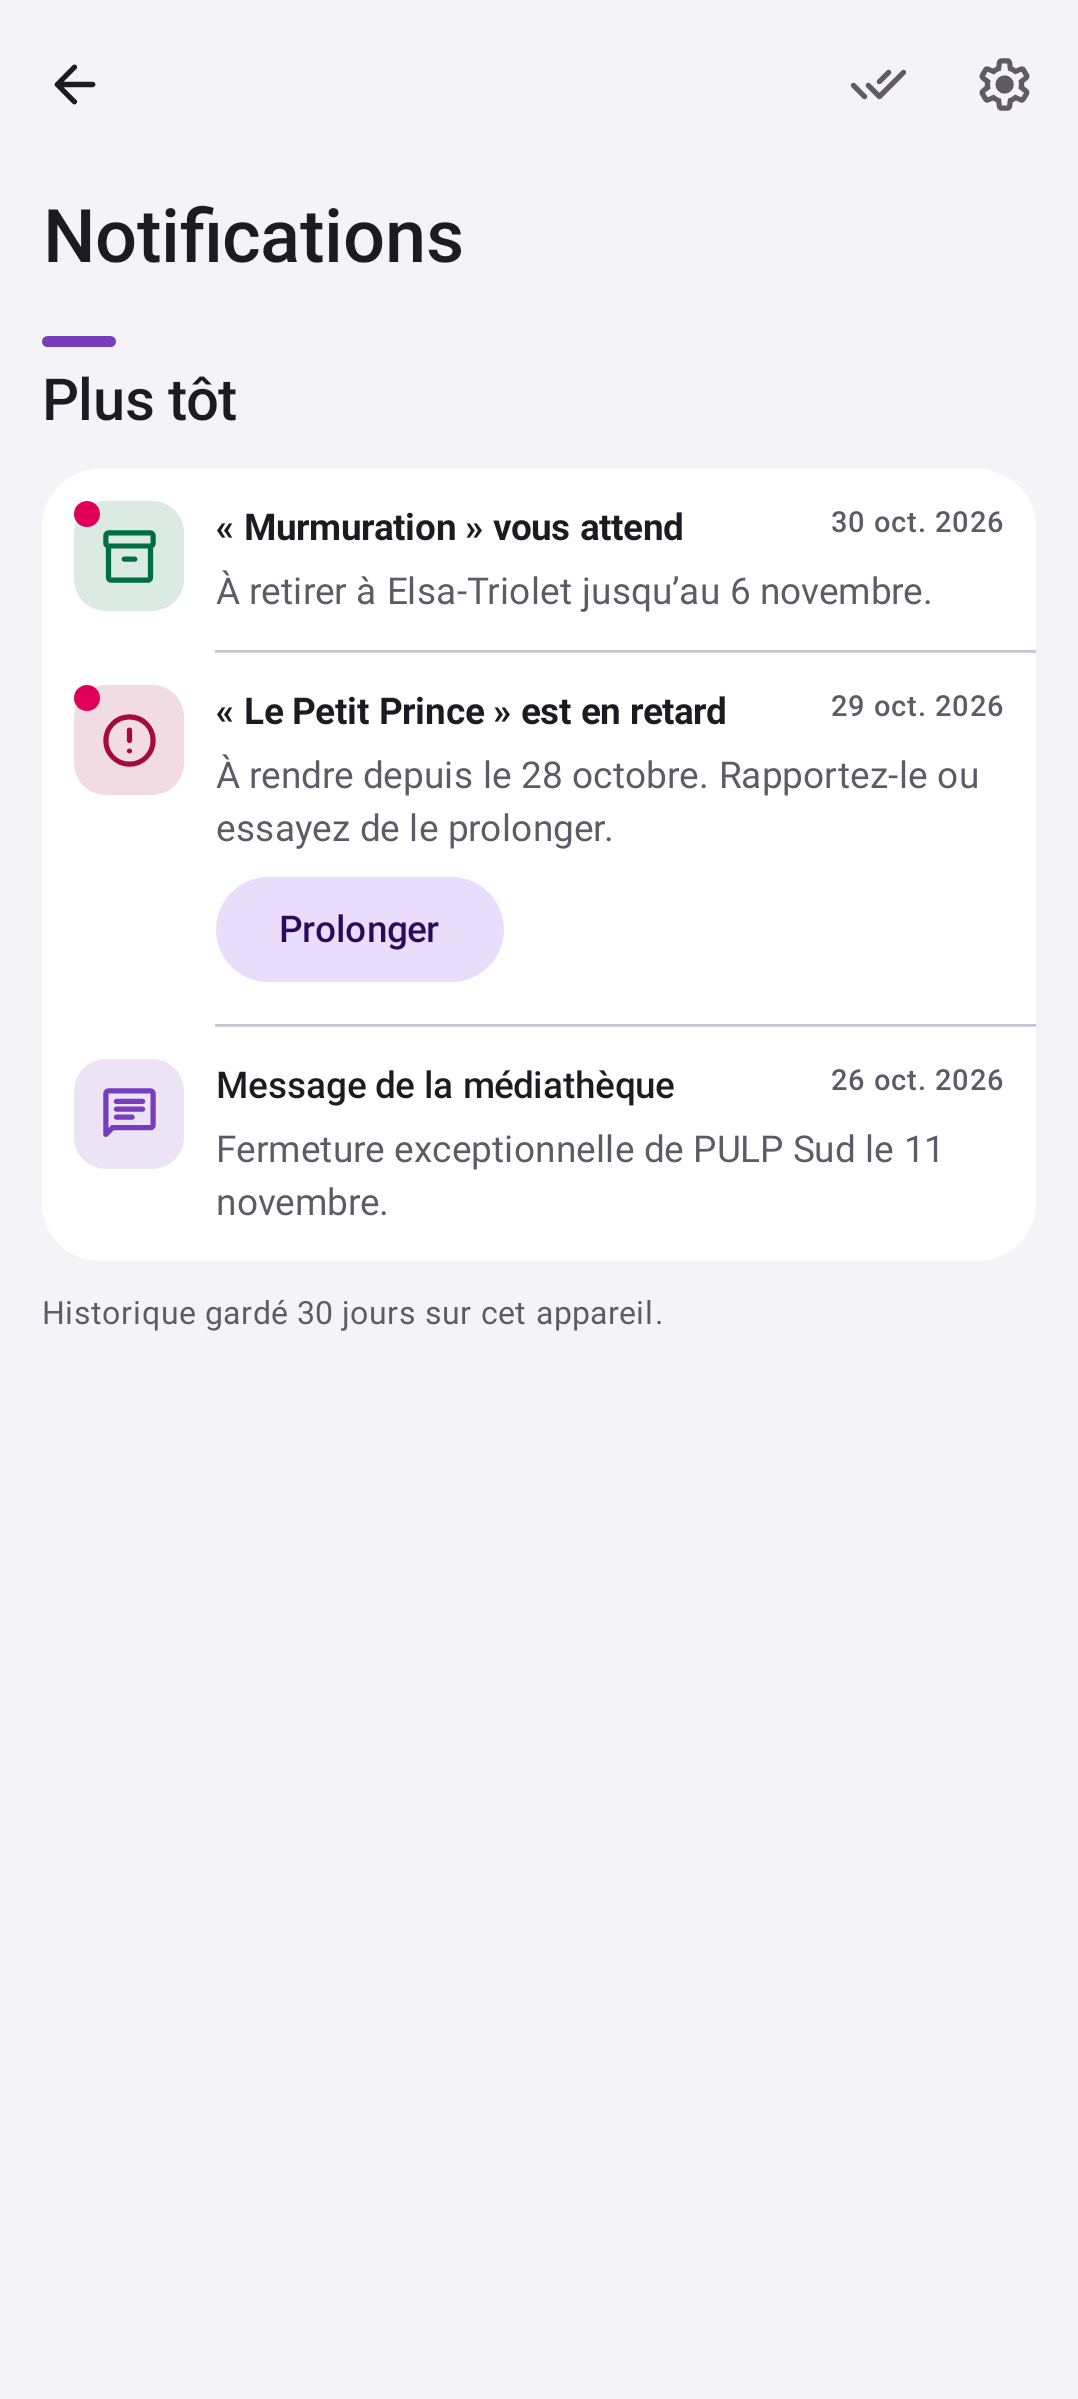 Notifications
Plus tôt
« Murmuration » vous attend
30 oct. 2026
À retirer à Elsa-Triolet jusqu’au 6 novembre.
« Le Petit Prince » est en retard
29 oct. 2026
À rendre depuis le 28 octobre. Rapportez-le ou
essayez de le prolonger.
Prolonger
Message de la médiathèque
26 oct. 2026
Fermeture exceptionnelle de PULP Sud le 11
novembre.
Historique gardé 30 jours sur cet appareil.